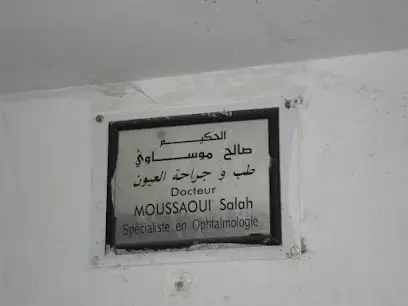 الحكيم
صالح موساوي
طب و جراحة العيون
Docteur
MOUSSAOUI Salah
Spécialiste en Ophtalmologie